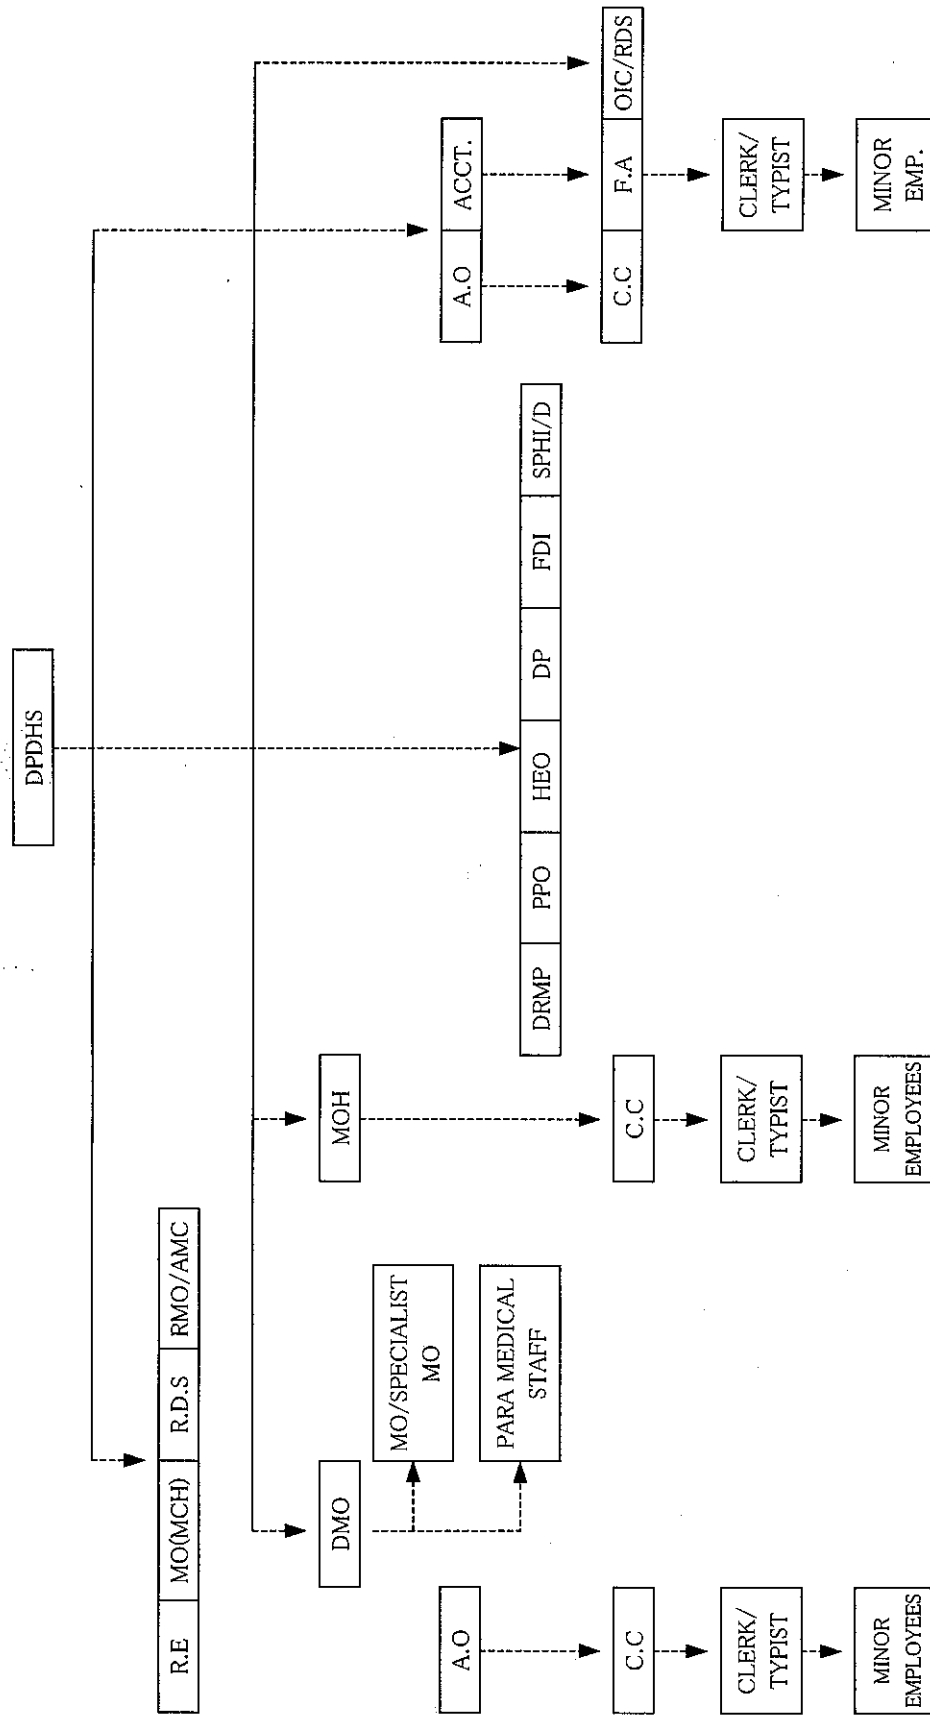 DPDHS
R.E
MO(MCH)
R.D.S
RMO/AMC
DMO
MOH
MO/SPECIALIST
MO
PARA MEDICAL
STAFF
A.O
ACCT.
A.O
DRMP
PPO
HEO
DP
FDI
SPHI/D
C.C
C.C
C.C
F.A
OIC/RDS
CLERK/
TYPIST
CLERK/
TYPIST
CLERK/
TYPIST
MINOR
EMPLOYEES
MINOR
EMPLOYEES
MINOR
EMP.